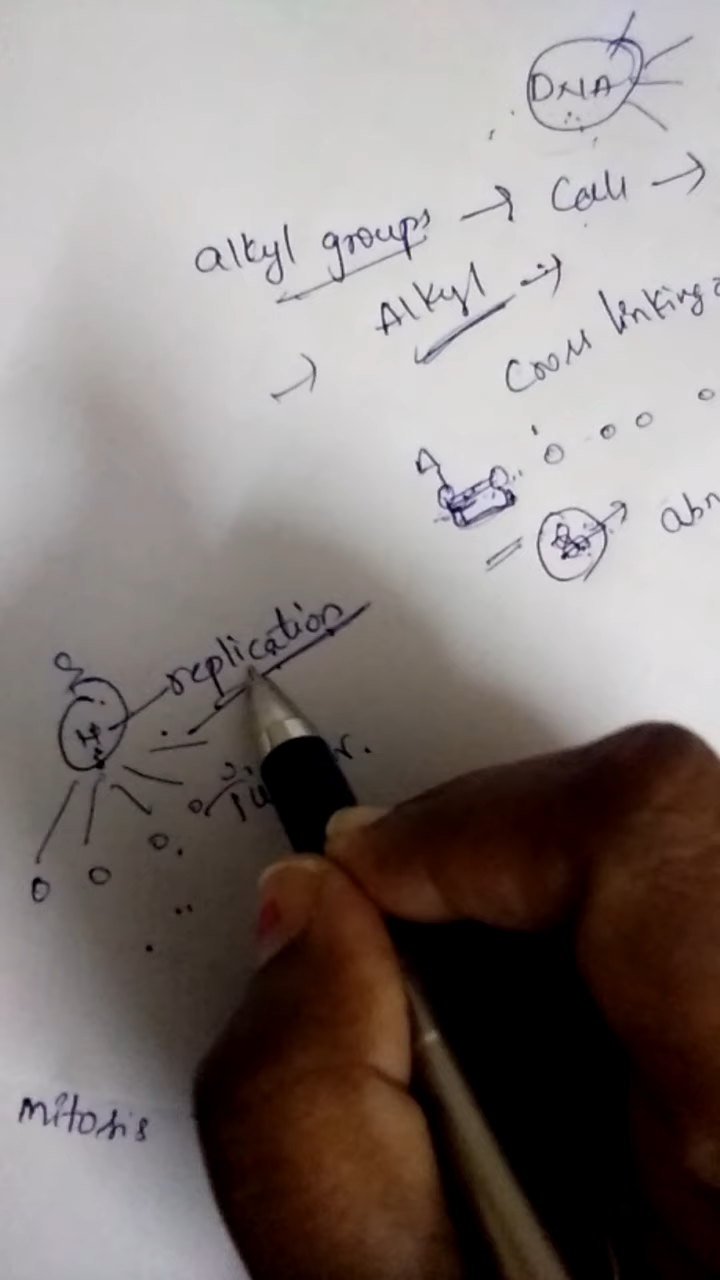 DNA
alkyl groups → Cell →
Alkyl →
→ Cross linking
A
abn
replication
r.
mitosis